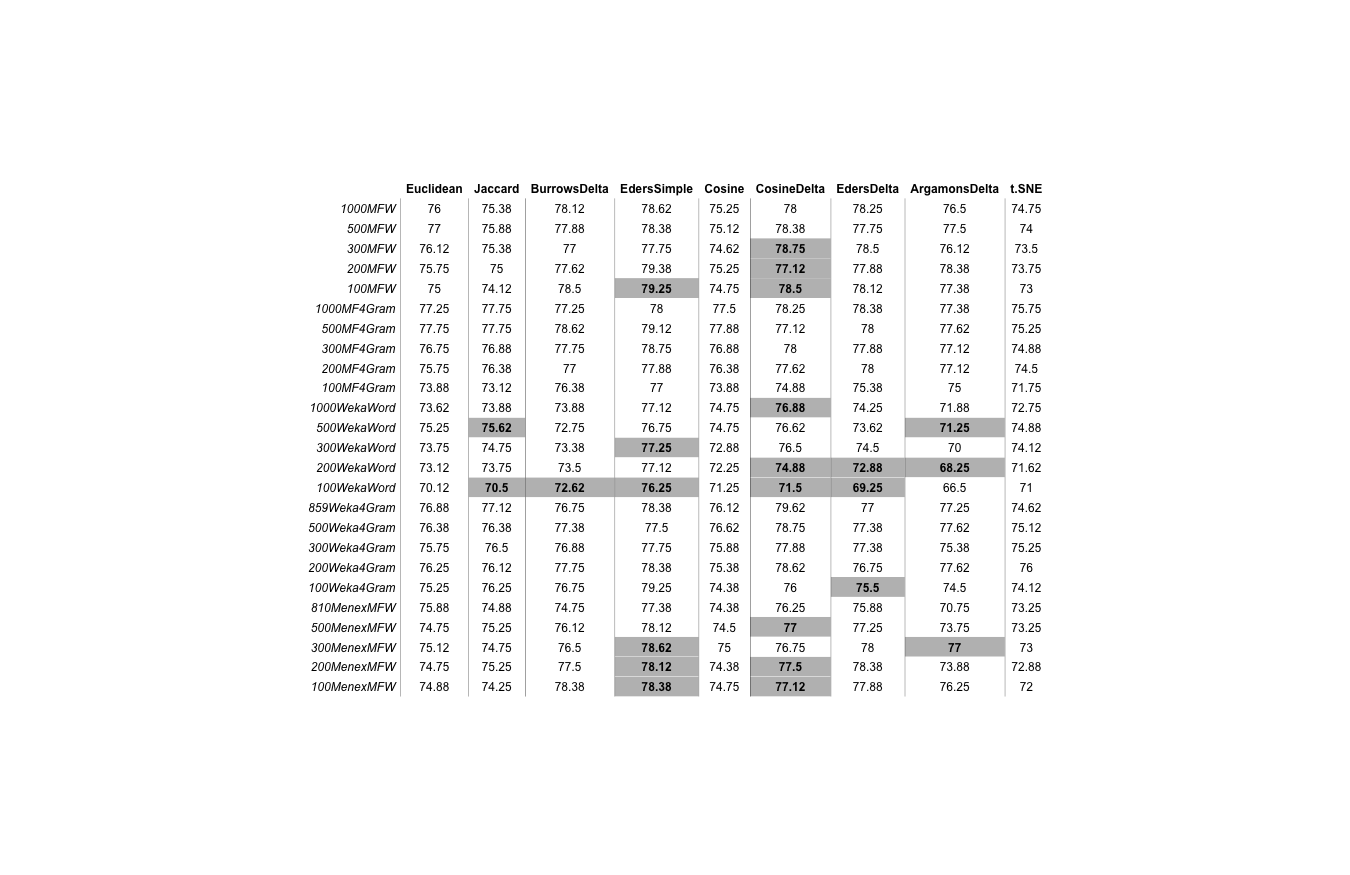 Euclidean Jaccard BurrowsDelta EdersSimple Cosine CosineDelta EdersDelta ArgamonsDelta t.SNE
1000MFW 76 75.38 78.12 78.62 75.25 78 78.25 76.5 74.75
500MFW 77 75.88 77.88 78.38 75.12 78.38 77.75 77.5 74
300MFW 76.12 75.38 77 77.75 74.62 78.75 78.5 76.12 73.5
200MFW 75.75 75 77.62 79.38 75.25 77.12 77.88 78.38 73.75
100MFW 75 74.12 78.5 79.25 74.75 78.5 78.12 77.38 73
1000MF4Gram 77.25 77.75 77.25 78 77.5 78.25 78.38 77.38 75.75
500MF4Gram 77.75 77.75 78.62 79.12 77.88 77.12 78 77.62 75.25
300MF4Gram 76.75 76.88 77.75 78.75 76.88 78 77.88 77.12 74.88
200MF4Gram 75.75 76.38 77 77.88 76.38 77.62 78 77.12 74.5
100MF4Gram 73.88 73.12 76.38 77 73.88 74.88 75.38 75 71.75
1000WekaWord 73.62 73.88 73.88 77.12 74.75 76.88 74.25 71.88 72.75
500WekaWord 75.25 75.62 72.75 76.75 74.75 76.62 73.62 71.25 74.88
300WekaWord 73.75 74.75 73.38 77.25 72.88 76.5 74.5 70 74.12
200WekaWord 73.12 73.75 73.5 77.12 72.25 74.88 72.88 68.25 71.62
100WekaWord 70.12 70.5 72.62 76.25 71.25 71.5 69.25 66.5 71
859Weka4Gram 76.88 77.12 76.75 78.38 76.12 79.62 77 77.25 74.62
500Weka4Gram 76.38 76.38 77.38 77.5 76.62 78.75 77.38 77.62 75.12
300Weka4Gram 75.75 76.5 76.88 77.75 75.88 77.88 77.38 75.38 75.25
200Weka4Gram 76.25 76.12 77.75 78.38 75.38 78.62 76.75 77.62 76
100Weka4Gram 75.25 76.25 76.75 79.25 74.38 76 75.5 74.5 74.12
810MenexMFW 75.88 74.88 74.75 77.38 74.38 76.25 75.88 70.75 73.25
500MenexMFW 74.75 75.25 76.12 78.12 74.5 77 77.25 73.75 73.25
300MenexMFW 75.12 74.75 76.5 78.62 75 76.75 78 77 73
200MenexMFW 74.75 75.25 77.5 78.12 74.38 77.5 78.38 73.88 72.88
100MenexMFW 74.88 74.25 78.38 78.38 74.75 77.12 77.88 76.25 72